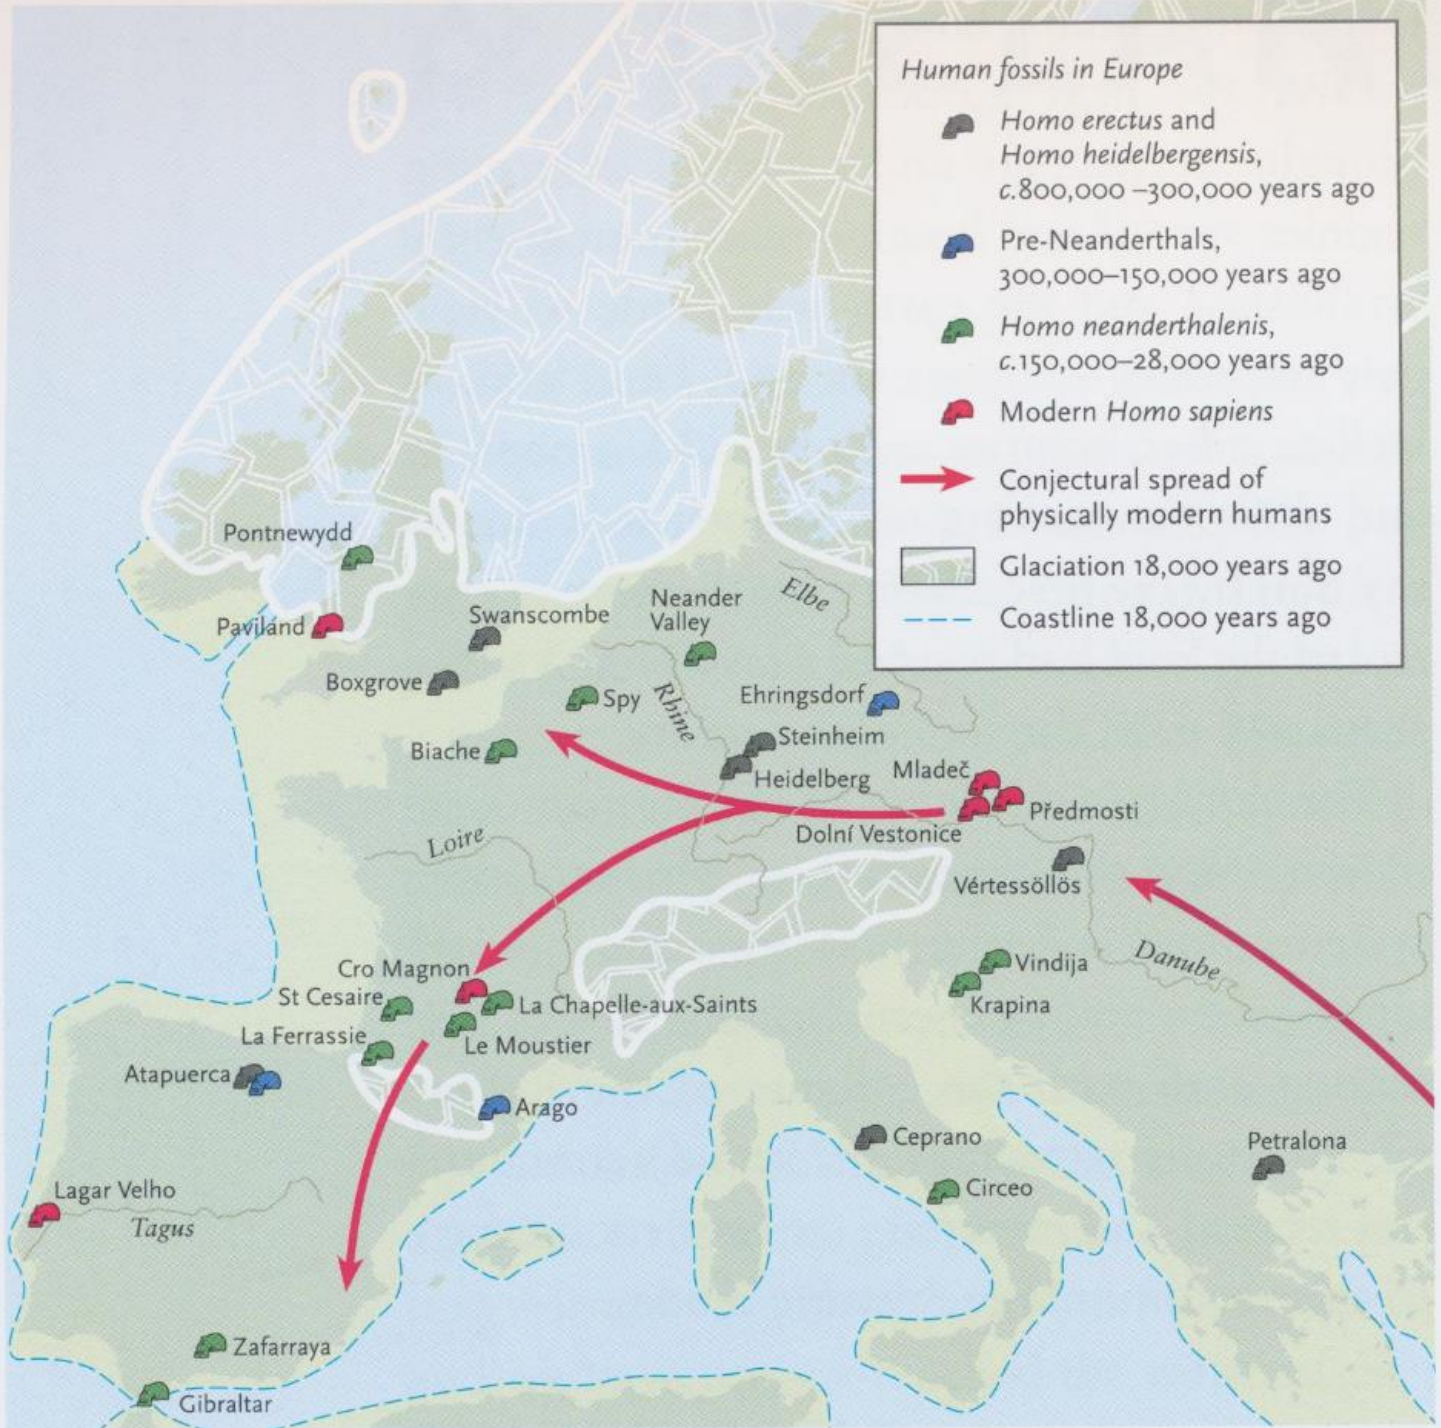 Human fossils in Europe
Homo erectus and
Homo heidelbergensis,
c.800,000 –300,000 years ago
Pre-Neanderthals,
300,000–150,000 years ago
Homo neanderthalenis,
c.150,000–28,000 years ago
Modern Homo sapiens
Conjectural spread of
physically modern humans
Glaciation 18,000 years ago
Coastline 18,000 years ago
Pontnewydd
Paviland
Swanscombe
Boxgrove
Neander
Valley
Elbe
Spy
Rhine
Ehringsdorf
Biache
Steinheim
Heidelberg
Mladeč
Předmosti
Dolní Vestonice
Loire
Vértessöllös
Cro Magnon
St Cesaire
La Chapelle-aux-Saints
La Ferrassie
Le Moustier
Vindija
Krapina
Danube
Atapuerca
Arago
Ceprano
Petralona
Lagar Velho
Tagus
Circeo
Zafarraya
Gibraltar